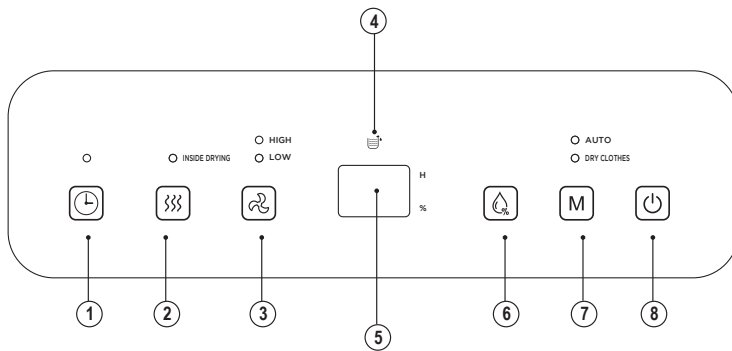 4
HIGH
AUTO
INSIDE DRYING
LOW
DRY CLOTHES
H
%
%
M
1
2
3
5
6
7
8